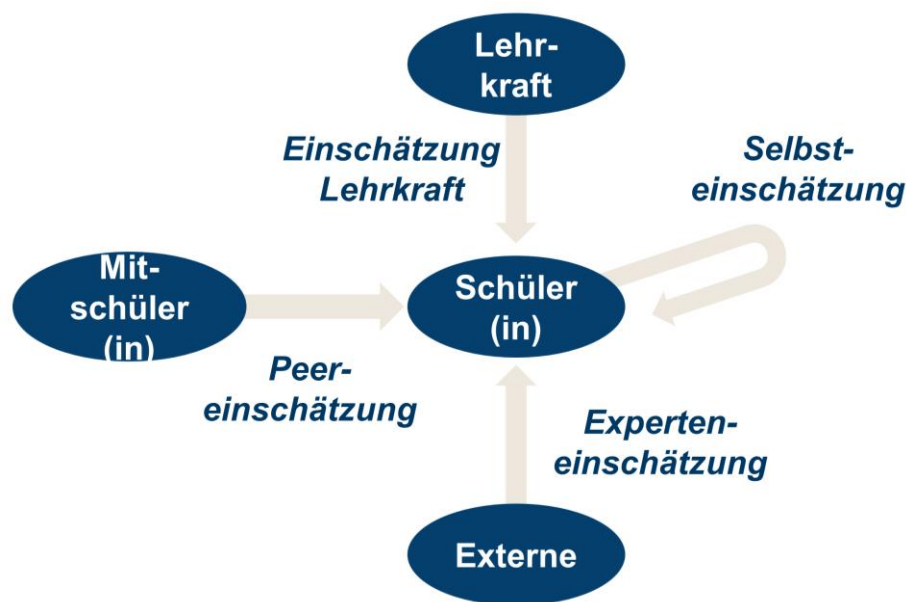 Lehr-
kraft
Einschätzung
Lehrkraft
Selbst-
einschätzung
Mit-
schüler
(in)
Schüler
(in)
Peer-
einschätzung
Experten-
einschätzung
Externe